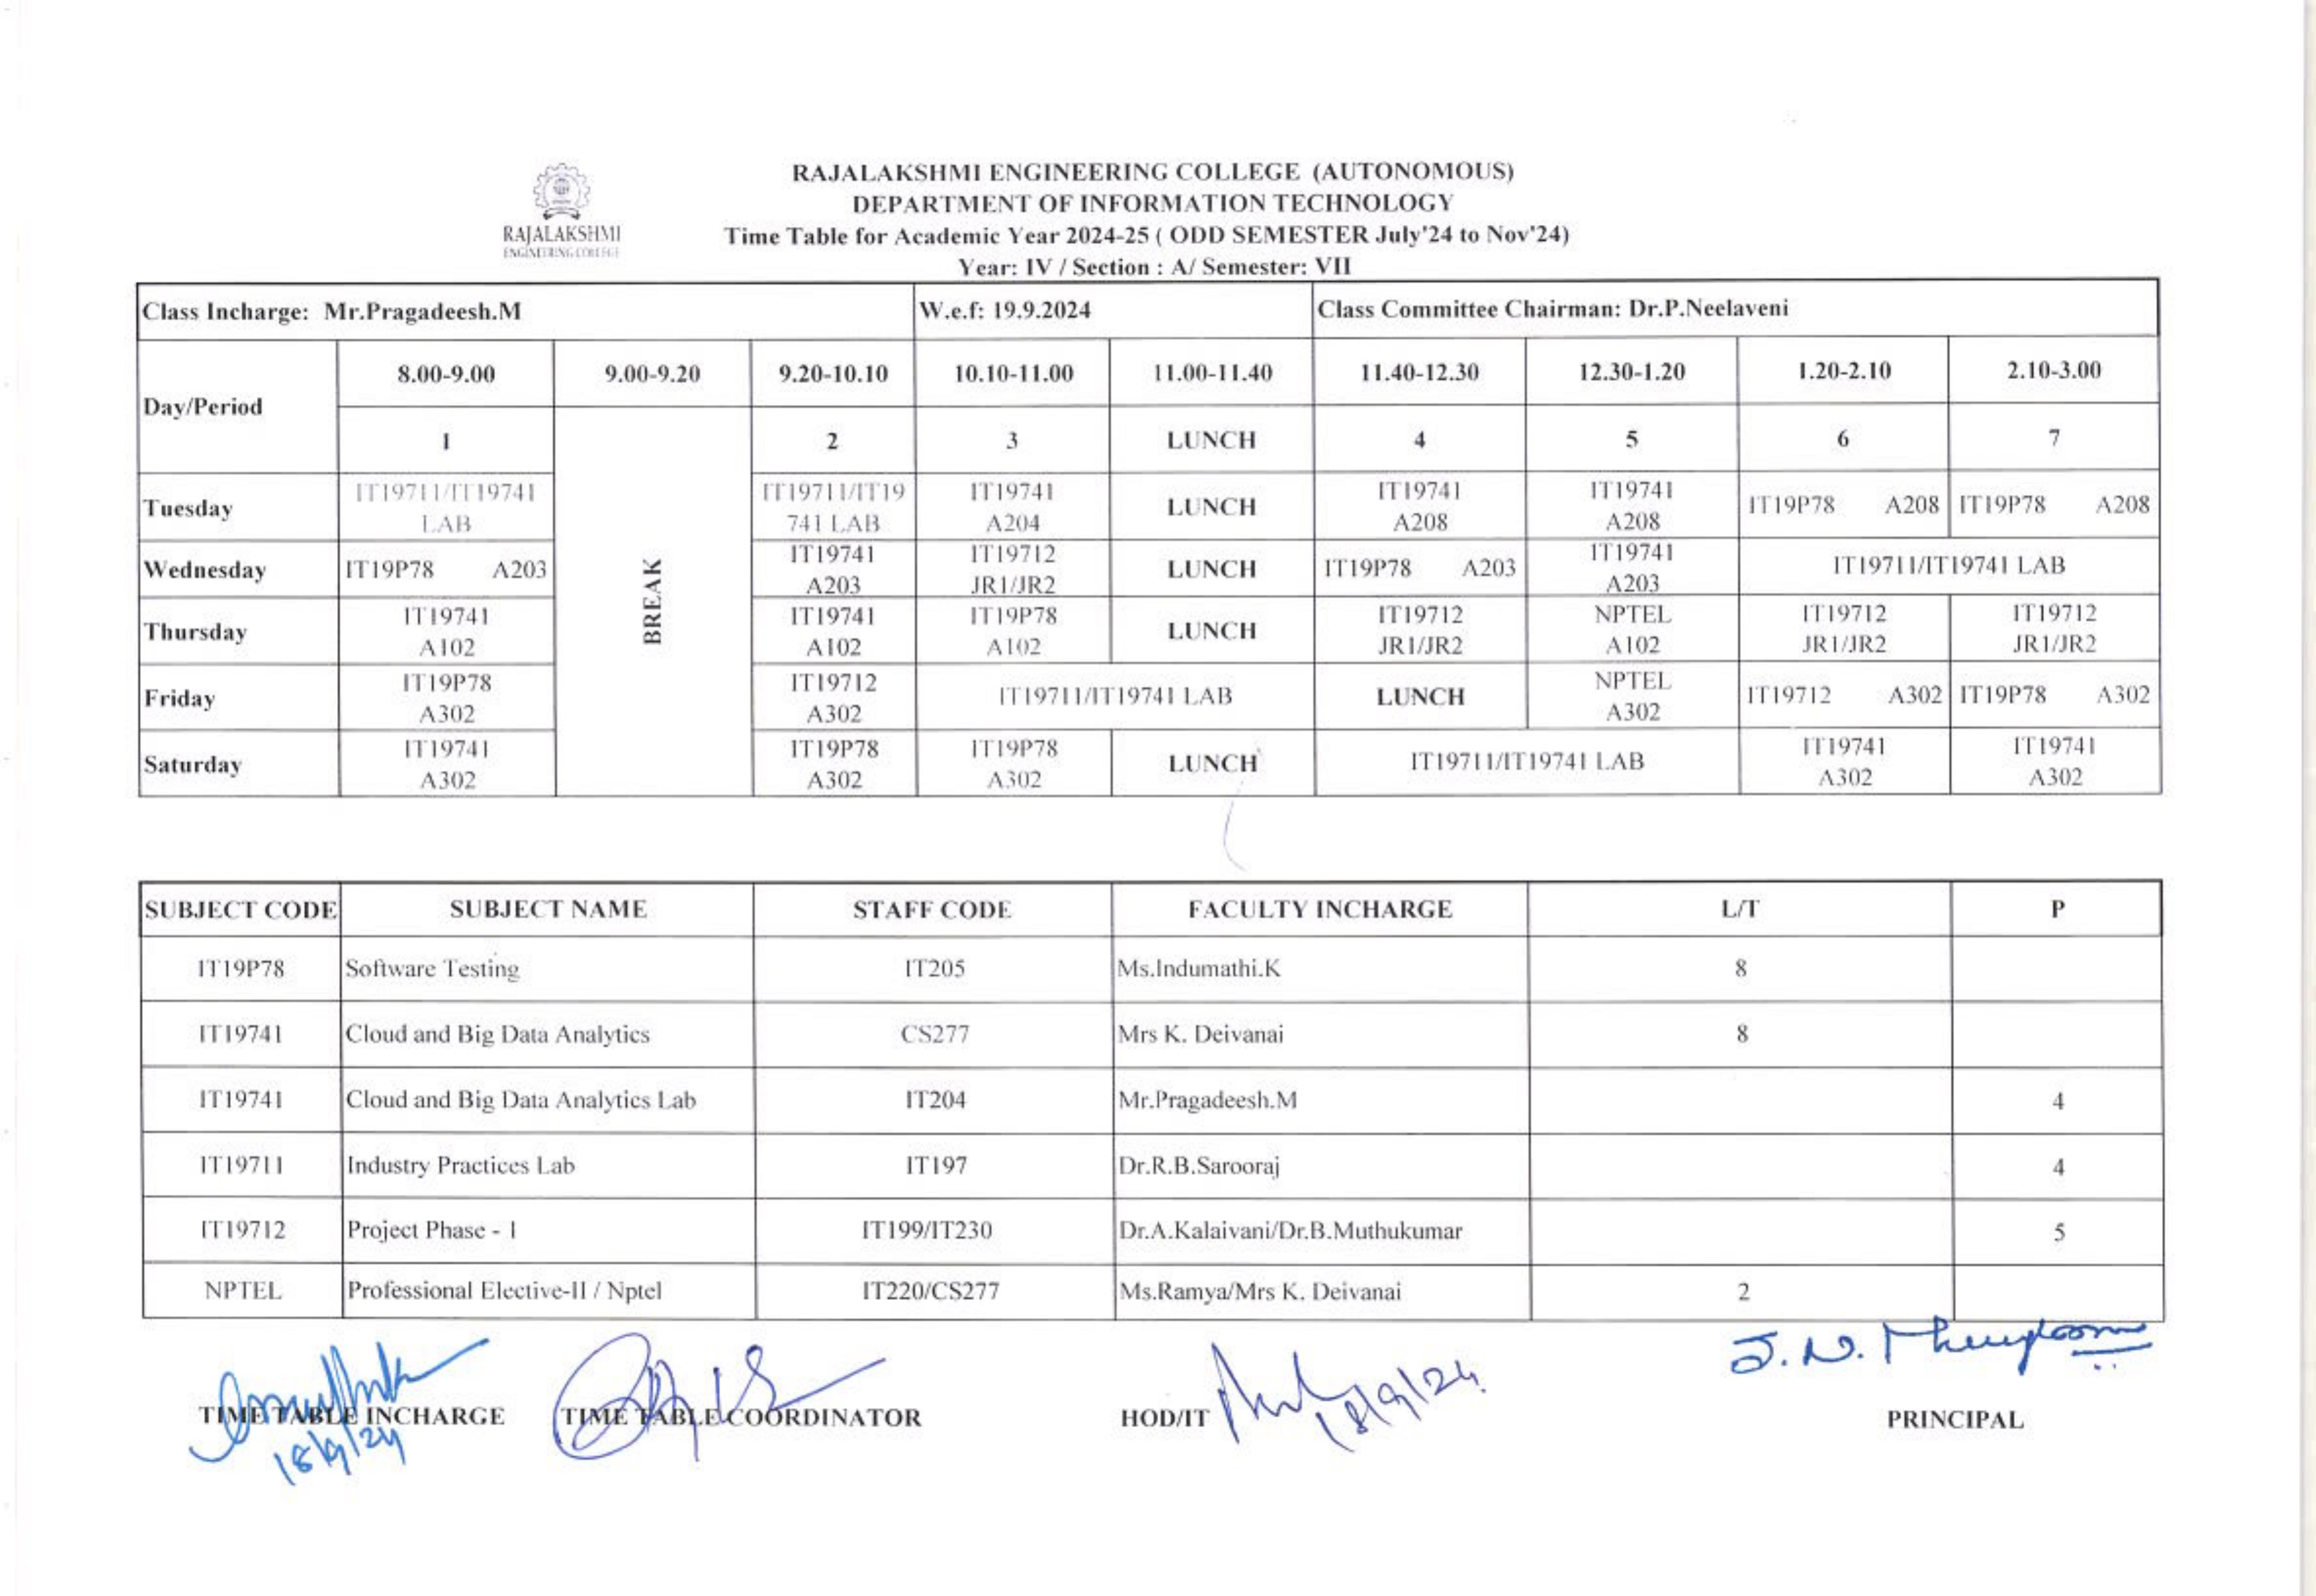 RAJALAKSHMI
ENGINEERING COLLEGE
RAJALAKSHMI ENGINEERING COLLEGE (AUTONOMOUS)
DEPARTMENT OF INFORMATION TECHNOLOGY
Time Table for Academic Year 2024-25 ( ODD SEMESTER July'24 to Nov'24)
Year: IV / Section : A/ Semester: VII
Class Incharge: Mr.Pragadeesh.M W.e.f: 19.9.2024 Class Committee Chairman: Dr.P.Neelaveni
Day/Period 8.00-9.00 9.00-9.20 9.20-10.10 10.10-11.00 11.00-11.40 11.40-12.30 12.30-1.20 1.20-2.10 2.10-3.00
1 BREAK 2 3 LUNCH 4 5 6 7
Tuesday IT19711/IT19741 LAB IT19711/IT19 741 LAB IT19741 A204 LUNCH IT19741 A208 IT19741 A208 IT19P78 A208 IT19P78 A208
Wednesday IT19P78 A203 IT19741 A203 IT19712 JR1/JR2 LUNCH IT19P78 A203 IT19741 A203 IT19711/IT19741 LAB
Thursday IT19741 A102 IT19741 A102 IT19P78 A102 LUNCH IT19712 JR1/JR2 NPTEL A102 IT19712 JR1/JR2 IT19712 JR1/JR2
Friday IT19P78 A302 IT19712 A302 IT19711/IT19741 LAB LUNCH NPTEL A302 IT19712 A302 IT19P78 A302
Saturday IT19741 A302 IT19P78 A302 IT19P78 A302 LUNCH IT19711/IT19741 LAB IT19741 A302 IT19741 A302
SUBJECT CODE SUBJECT NAME STAFF CODE FACULTY INCHARGE L/T P
IT19P78 Software Testing IT205 Ms.Indumathi.K 8
IT19741 Cloud and Big Data Analytics CS277 Mrs K. Deivanai 8
IT19741 Cloud and Big Data Analytics Lab IT204 Mr.Pragadeesh.M 4
IT19711 Industry Practices Lab IT197 Dr.R.B.Sarooraj 4
IT19712 Project Phase - I IT199/IT230 Dr.A.Kalaivani/Dr.B.Muthukumar 5
NPTEL Professional Elective-II / Nptel IT220/CS277 Ms.Ramya/Mrs K. Deivanai 2
TIME TABLE INCHARGE TIME TABLE COORDINATOR HOD/IT 18/9/24. PRINCIPAL
18/9/24